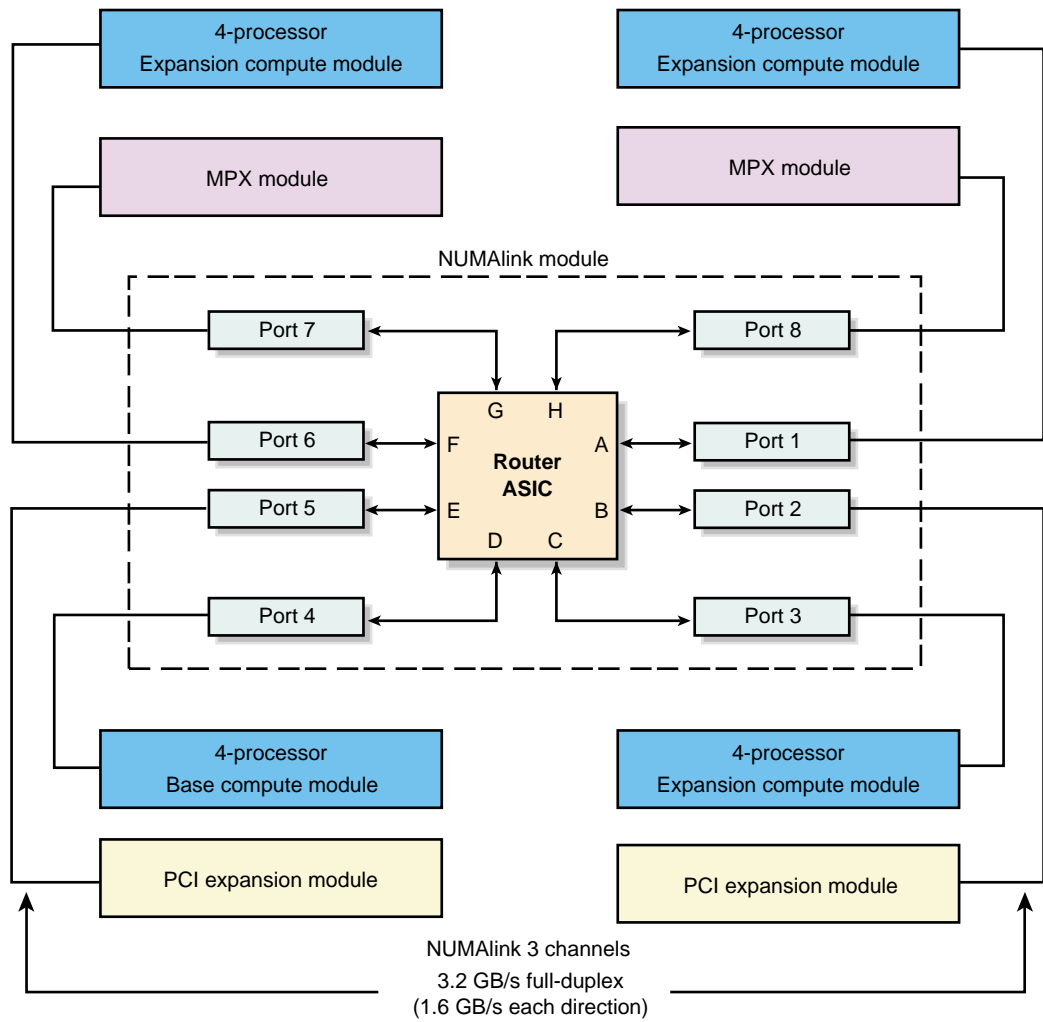 4-processor
Expansion compute module
4-processor
Expansion compute module
MPX module
MPX module
NUMAlink module
Port 7
Port 8
G
H
Port 6
F
A
Port 1
Router
ASIC
Port 5
E
B
Port 2
D
C
Port 4
Port 3
4-processor
Base compute module
4-processor
Expansion compute module
PCI expansion module
PCI expansion module
NUMAlink 3 channels
3.2 GB/s full-duplex
(1.6 GB/s each direction)